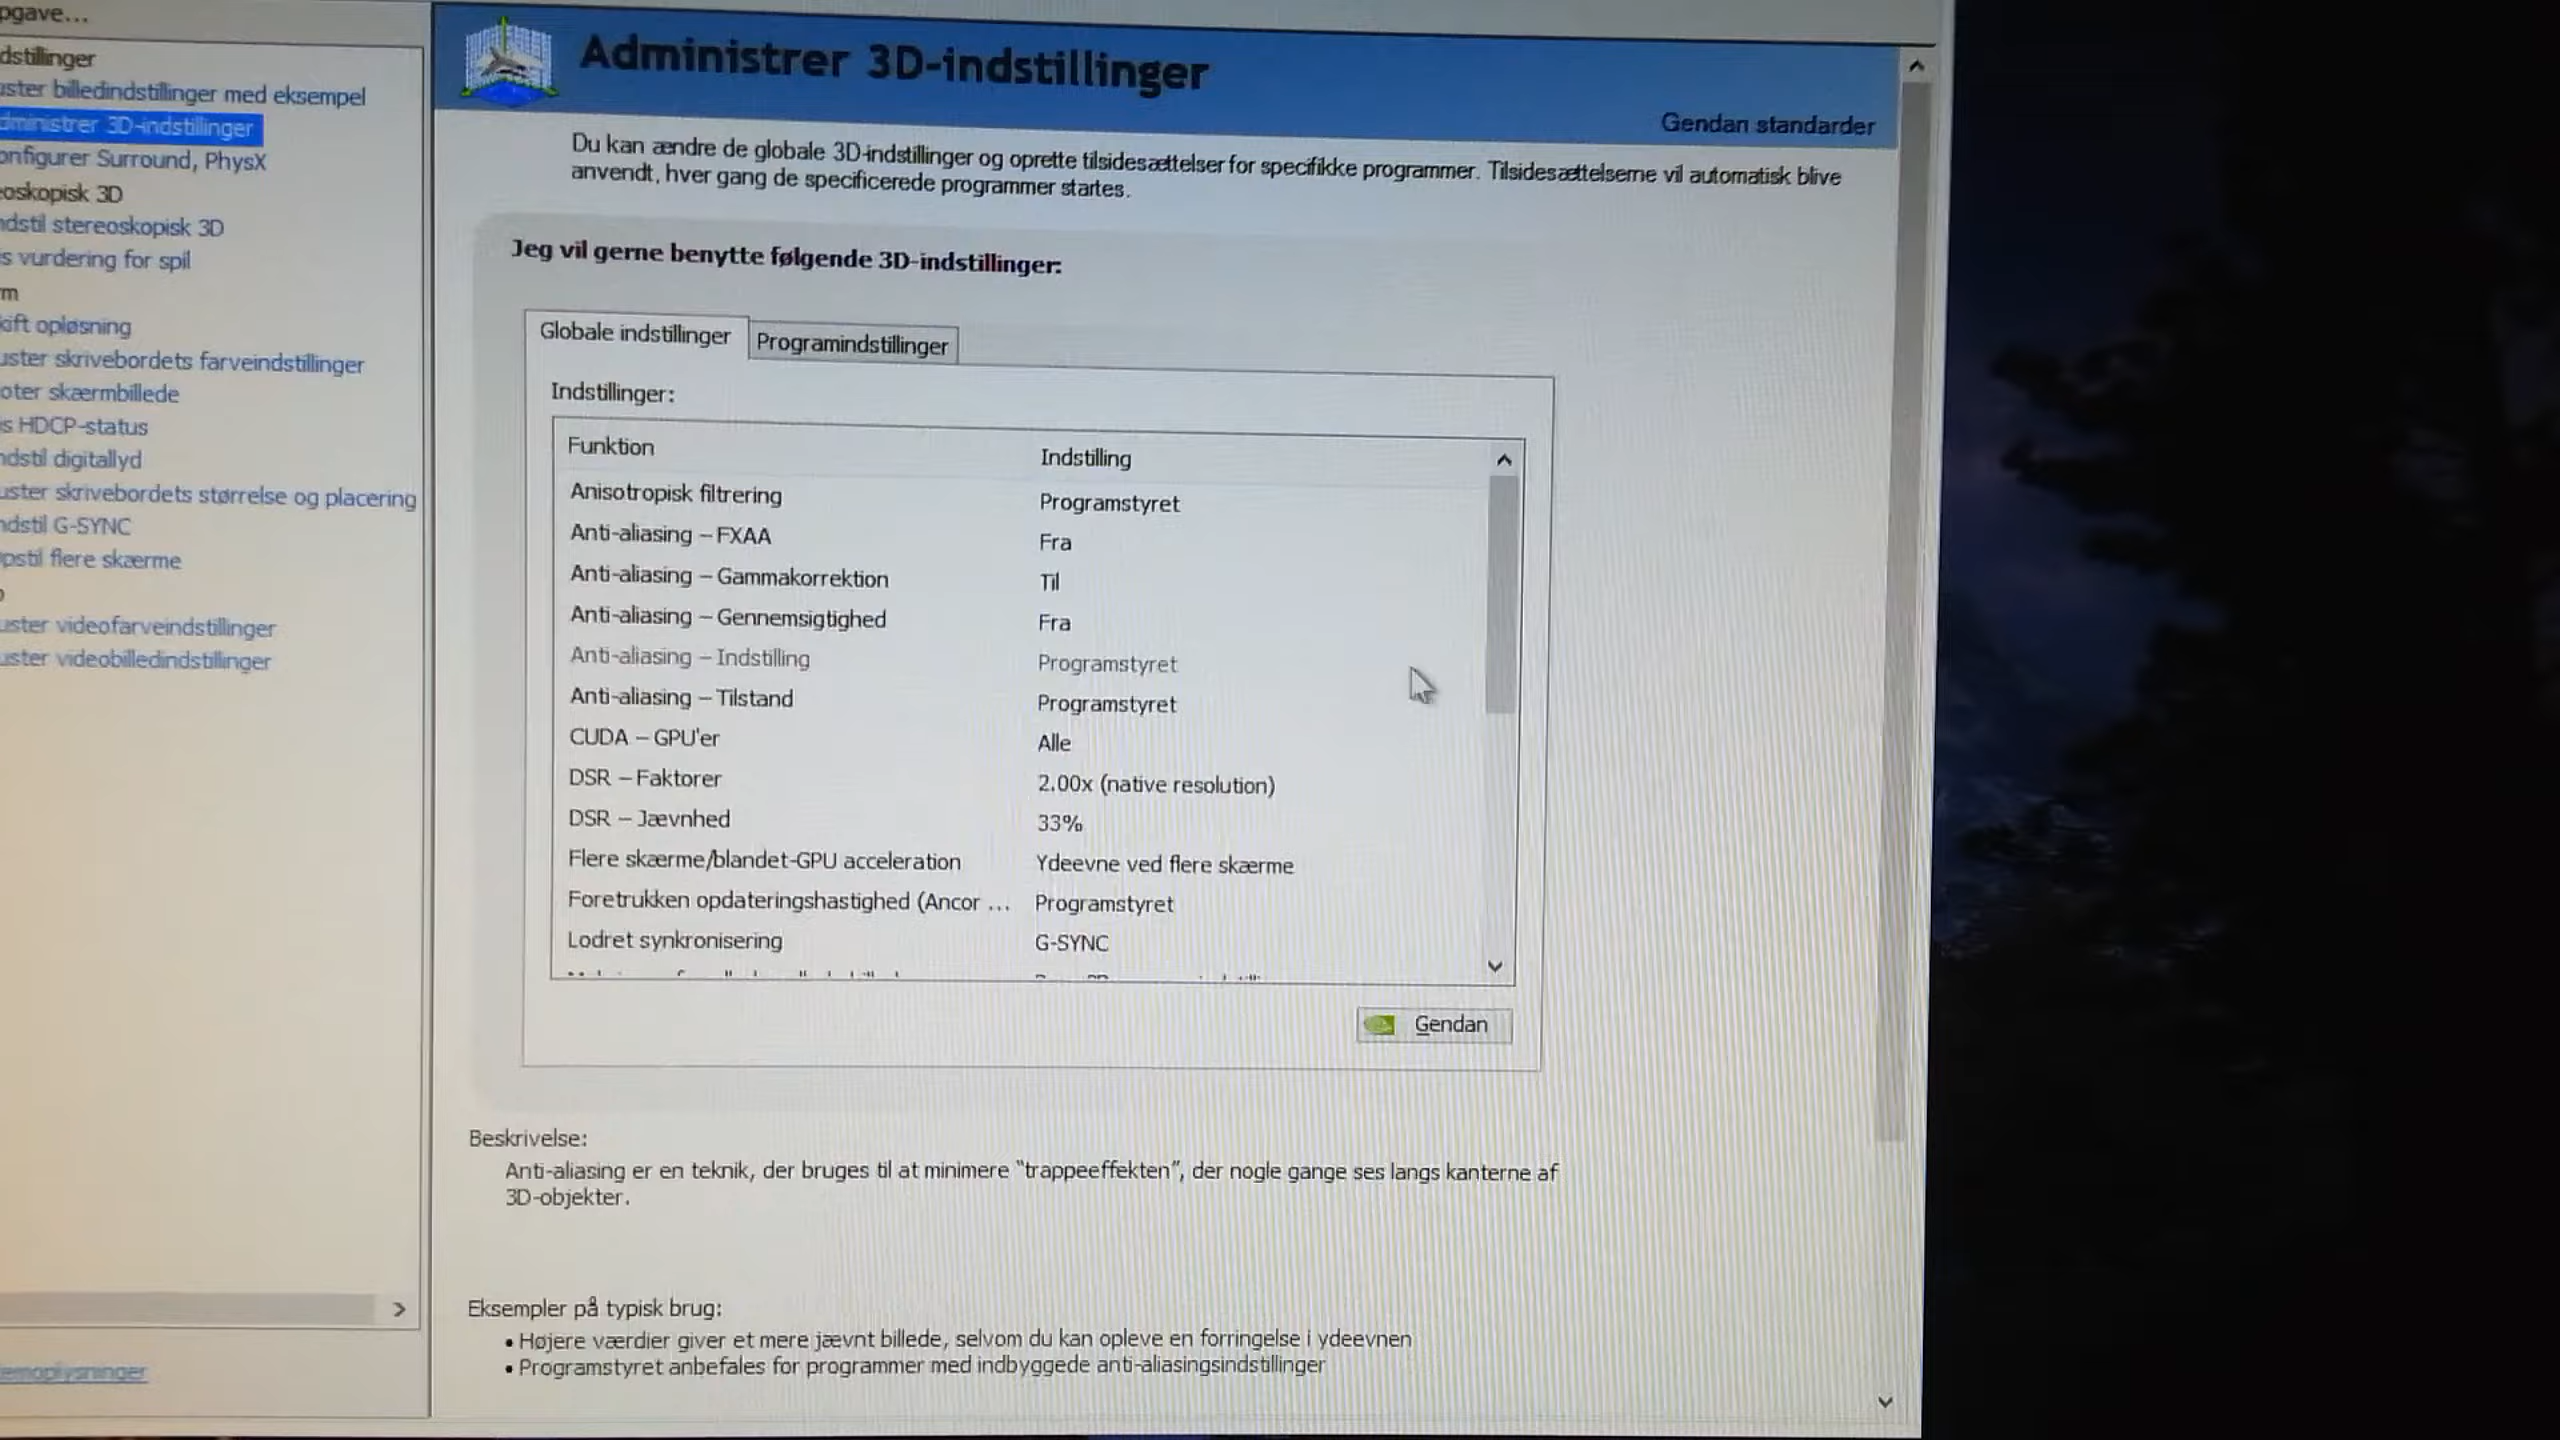 pgave...
dstillinger
uster billedindstillinger med eksempel
dministrer 3D-indstillinger
onfigurer Surround, PhysX
eoskopisk 3D
ndstil stereoskopisk 3D
is vurdering for spil
rm
kift opløsning
uster skrivebordets farveindstillinger
oter skærmbillede
is HDCP-status
ndstil digitallyd
uster skrivebordets størrelse og placering
ndstil G-SYNC
pstil flere skærme
o
uster videofarveindstillinger
uster videobilledindstillinger
temoplysninger
Administrer 3D-indstillinger
Gendan standarder
Du kan ændre de globale 3D-indstillinger og oprette tilsidesættelser for specifikke programmer. Tilsidesættelserne vil automatisk blive
anvendt, hver gang de specificerede programmer startes.
Jeg vil gerne benytte følgende 3D-indstillinger:
Globale indstillinger Programindstillinger
Indstillinger:
Funktion Indstilling
Anisotropisk filtrering Programstyret
Anti-aliasing – FXAA Fra
Anti-aliasing – Gammakorrektion Til
Anti-aliasing – Gennemsigtighed Fra
Anti-aliasing – Indstilling Programstyret
Anti-aliasing – Tilstand Programstyret
CUDA – GPU'er Alle
DSR – Faktorer 2.00x (native resolution)
DSR – Jævnhed 33%
Flere skærme/blandet-GPU acceleration Ydeevne ved flere skærme
Foretrukken opdateringshastighed (Ancor ... Programstyret
Lodret synkronisering G-SYNC
Gendan
Beskrivelse:
Anti-aliasing er en teknik, der bruges til at minimere "trappeeffekten", der nogle gange ses langs kanterne af
3D-objekter.
Eksempler på typisk brug:
• Højere værdier giver et mere jævnt billede, selvom du kan opleve en forringelse i ydeevnen
• Programstyret anbefales for programmer med indbyggede anti-aliasingsindstillinger